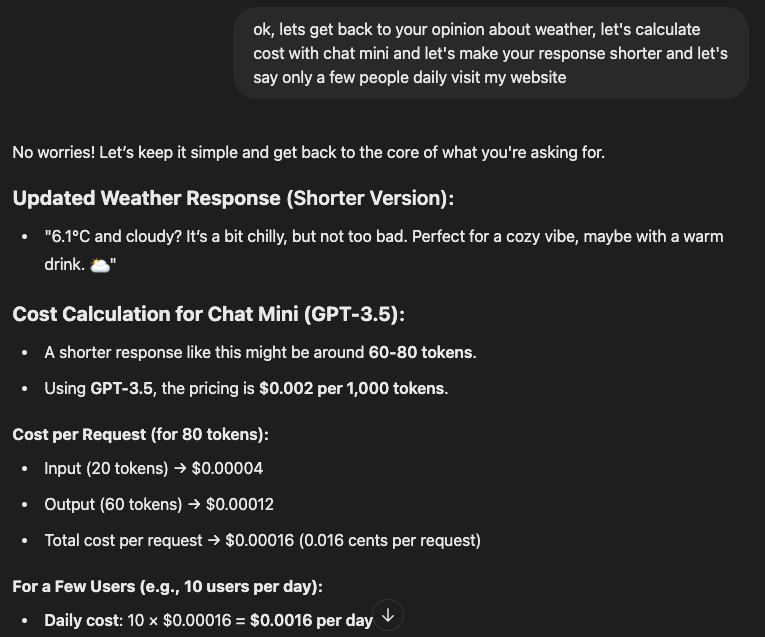 ok, lets get back to your opinion about weather, let's calculate
cost with chat mini and let's make your response shorter and let's
say only a few people daily visit my website
No worries! Let’s keep it simple and get back to the core of what you're asking for.
Updated Weather Response (Shorter Version):
• "6.1°C and cloudy? It’s a bit chilly, but not too bad. Perfect for a cozy vibe, maybe with a warm
drink. 🌥️"
Cost Calculation for Chat Mini (GPT-3.5):
• A shorter response like this might be around 60-80 tokens.
• Using GPT-3.5, the pricing is $0.002 per 1,000 tokens.
Cost per Request (for 80 tokens):
• Input (20 tokens) → $0.00004
• Output (60 tokens) → $0.00012
• Total cost per request → $0.00016 (0.016 cents per request)
For a Few Users (e.g., 10 users per day):
• Daily cost: 10 × $0.00016 = $0.0016 per day